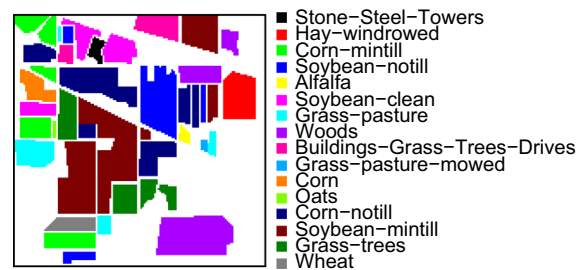 Stone-Steel-Towers
Hay-windrowed
Corn-mintill
Soybean-notill
Alfalfa
Soybean-clean
Grass-pasture
Woods
Buildings-Grass-Trees-Drives
Grass-pasture-mowed
Corn
Oats
Corn-notill
Soybean-mintill
Grass-trees
Wheat